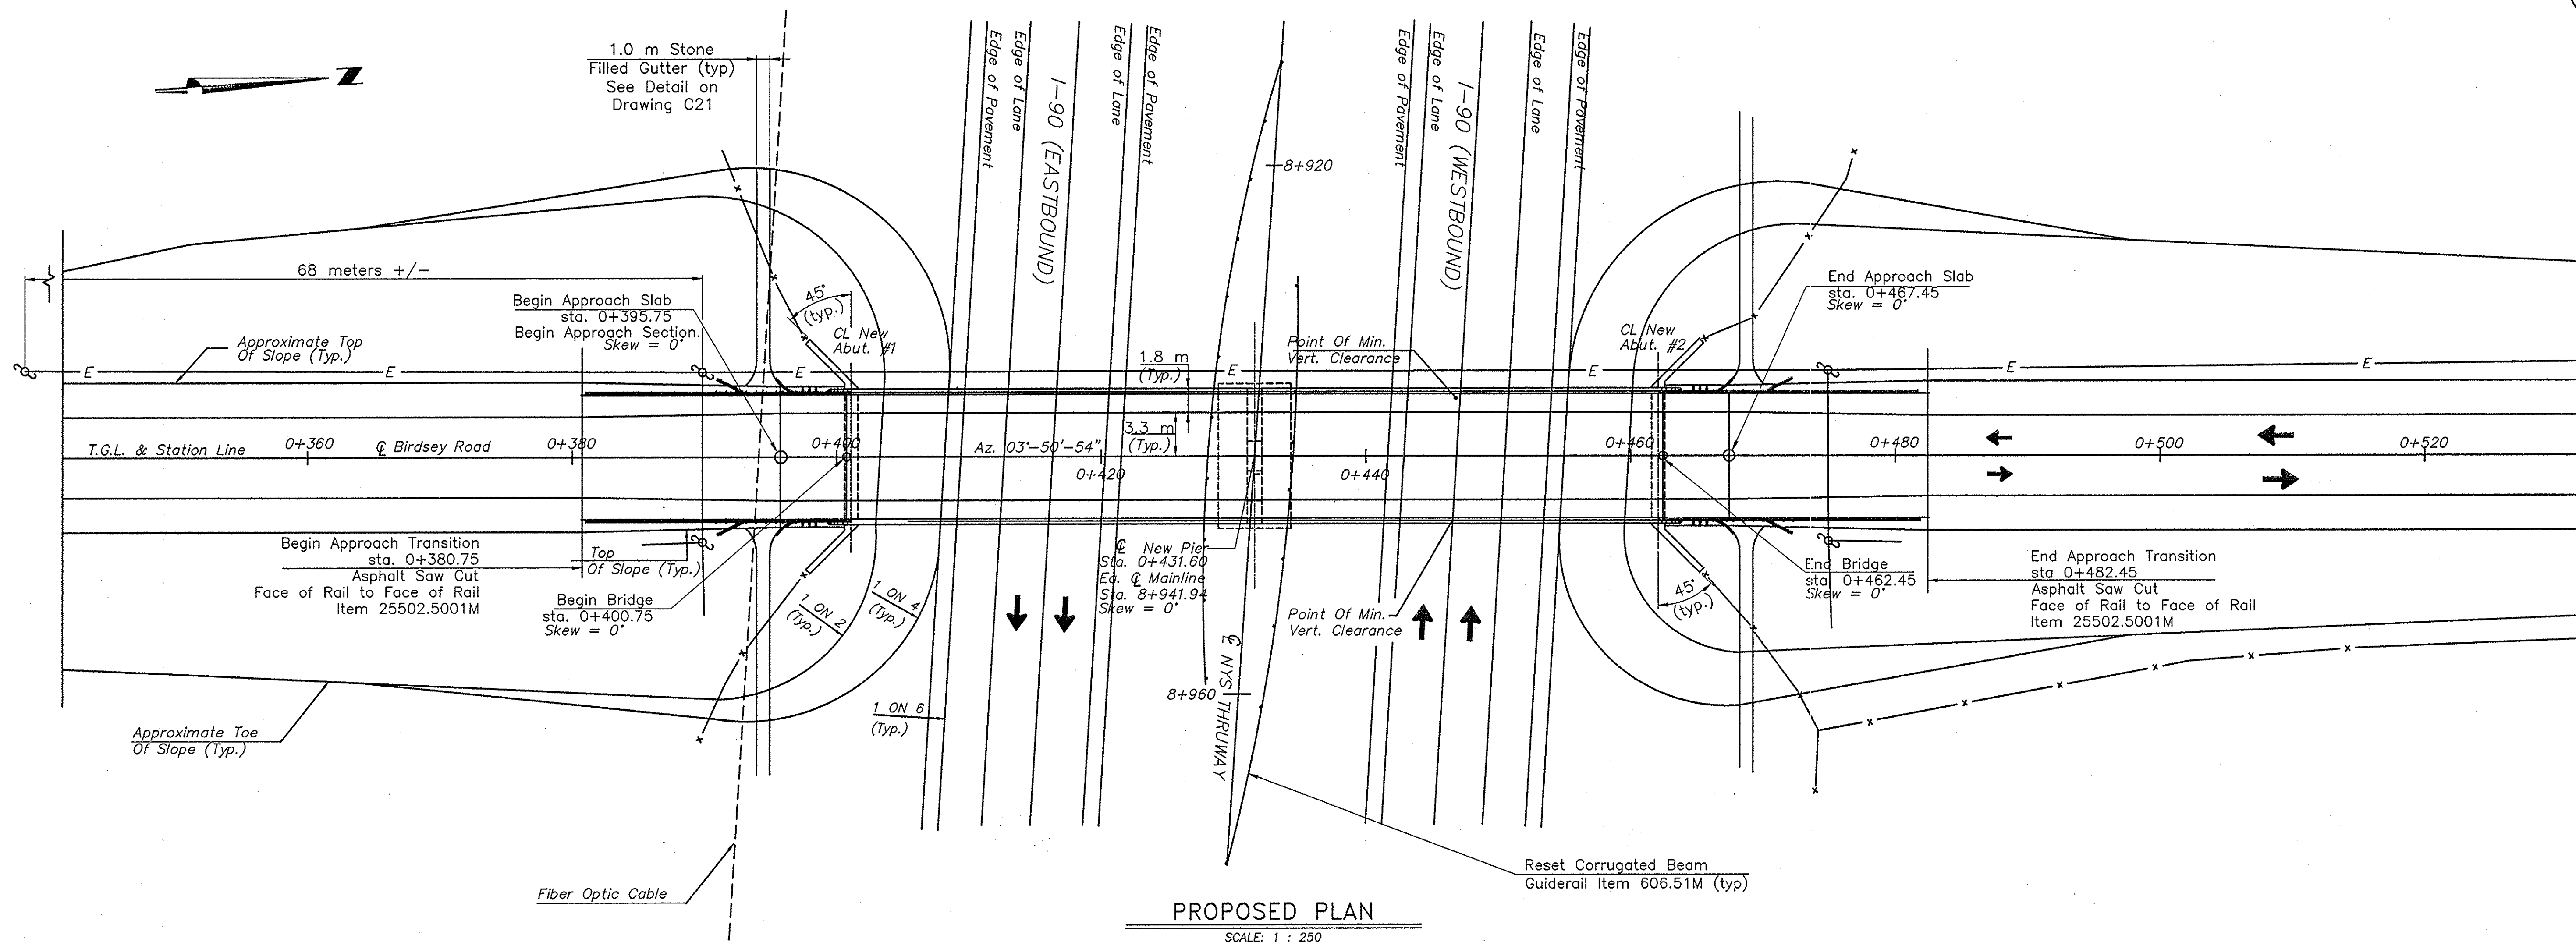 1.0 m Stone
Filled Gutter (typ)
See Detail on
Drawing C21
Z
Edge of Pavement
Edge of Lane
I-90 (EASTBOUND)
Edge of Lane
Edge of Pavement
8+920
Edge of Pavement
Edge of Lane
I-90 (WESTBOUND)
Edge of Lane
Edge of Pavement
68 meters +/-
Begin Approach Slab
sta. 0+395.75
Begin Approach Section.
Skew = 0°
45°
(typ.)
CL New
Abut. #1
Approximate Top
Of Slope (Typ.)
1.8 m
(Typ.)
Point Of Min.
Vert. Clearance
CL New
Abut. #2
End Approach Slab
sta. 0+467.45
Skew = 0°
E
E
E
E
E
E
E
T.G.L. & Station Line
0+360
℄ Birdsey Road
0+380
0+400
Az. 03°-50'-54"
0+420
3.3 m
(Typ.)
0+440
0+460
0+480
0+500
0+520
Begin Approach Transition
sta. 0+380.75
Asphalt Saw Cut
Face of Rail to Face of Rail
Item 25502.5001M
Top
Of Slope (Typ.)
Begin Bridge
sta. 0+400.75
Skew = 0°
1 ON 2
(Typ.)
1 ON 4
(Typ.)
1 ON 6
(Typ.)
℄ New Pier
Sta. 0+431.60
Eq. ℄ Mainline
Sta. 8+941.94
Skew = 0°
Point Of Min.
Vert. Clearance
45°
(typ.)
End Bridge
sta. 0+462.45
Skew = 0°
End Approach Transition
sta 0+482.45
Asphalt Saw Cut
Face of Rail to Face of Rail
Item 25502.5001M
8+960
℄ NYS THRUWAY
Approximate Toe
Of Slope (Typ.)
Fiber Optic Cable
Reset Corrugated Beam
Guiderail Item 606.51M (typ)
PROPOSED PLAN
SCALE: 1 : 250